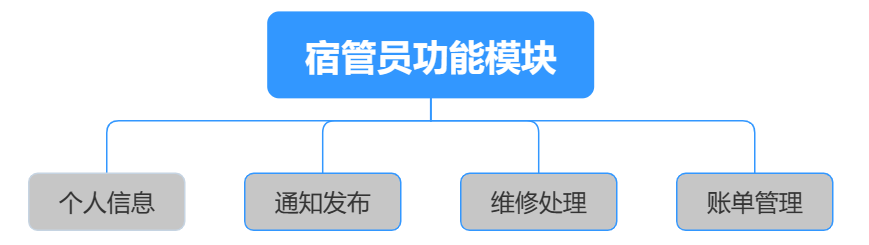 宿管员功能模块
个人信息
通知发布
维修处理
账单管理